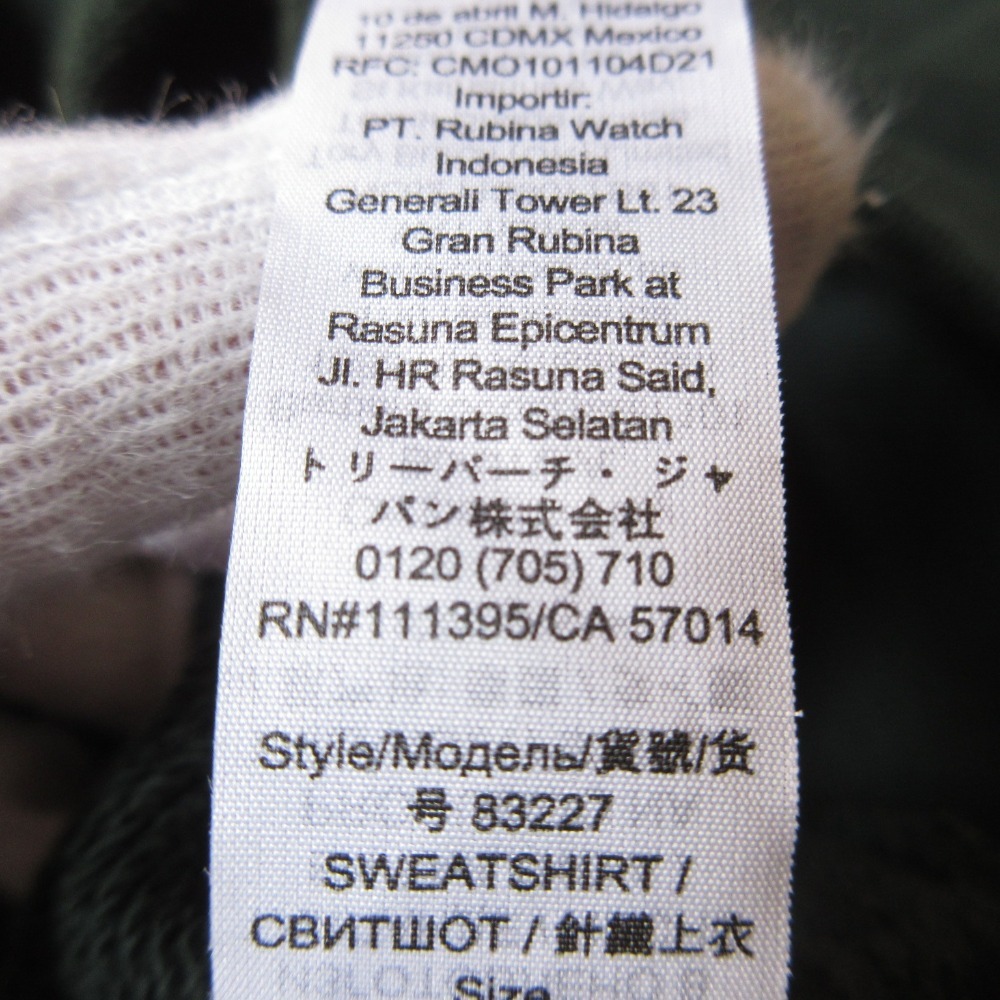 10 de abril M. Hidalgo
11250 CDMX Mexico
RFC: CMO101104D21
Importir:
PT. Rubina Watch
Indonesia
Generali Tower Lt. 23
Gran Rubina
Business Park at
Rasuna Epicentrum
Jl. HR Rasuna Said,
Jakarta Selatan
トリーバーチ・ジャ
パン株式会社
0120 (705) 710
RN#111395/CA 57014
Style/Модель/貨號/货
号 83227
SWEATSHIRT /
СВИТШОТ / 針織上衣
Size